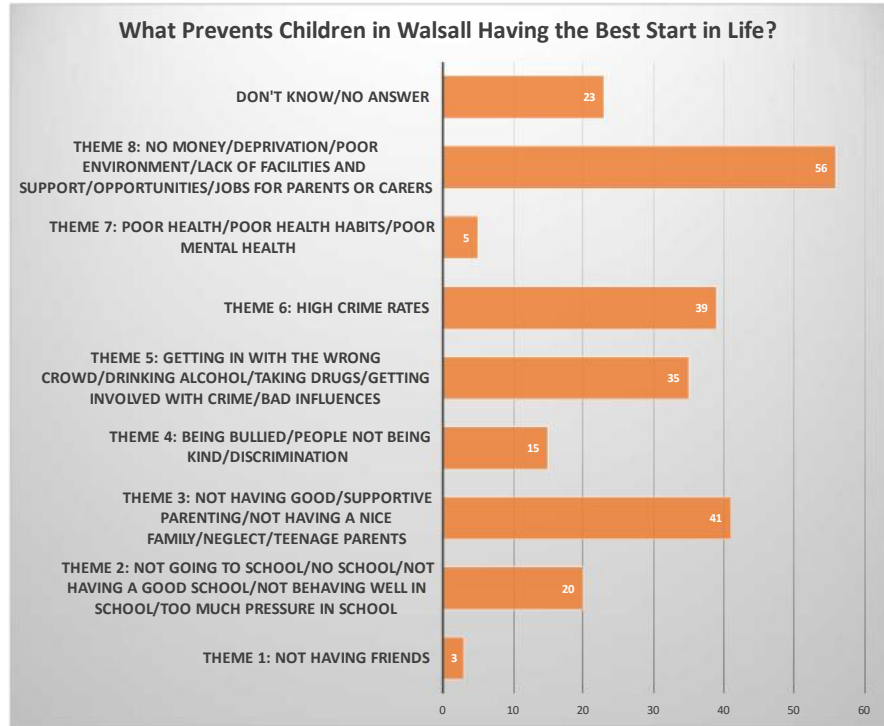 What Prevents Children in Walsall Having the Best Start in Life?
DON'T KNOW/NO ANSWER
23
THEME 8: NO MONEY/DEPRIVATION/POOR
ENVIRONMENT/LACK OF FACILITIES AND
SUPPORT/OPPORTUNITIES/JOBS FOR PARENTS OR CARERS
56
THEME 7: POOR HEALTH/POOR HEALTH HABITS/POOR
MENTAL HEALTH
5
THEME 6: HIGH CRIME RATES
39
THEME 5: GETTING IN WITH THE WRONG
CROWD/DRINKING ALCOHOL/TAKING DRUGS/GETTING
INVOLVED WITH CRIME/BAD INFLUENCES
35
THEME 4: BEING BULLIED/PEOPLE NOT BEING
KIND/DISCRIMINATION
15
THEME 3: NOT HAVING GOOD/SUPPORTIVE
PARENTING/NOT HAVING A NICE
FAMILY/NEGLECT/TEENAGE PARENTS
41
THEME 2: NOT GOING TO SCHOOL/NO SCHOOL/NOT
HAVING A GOOD SCHOOL/NOT BEHAVING WELL IN
SCHOOL/TOO MUCH PRESSURE IN SCHOOL
20
THEME 1: NOT HAVING FRIENDS
3
0 10 20 30 40 50 60